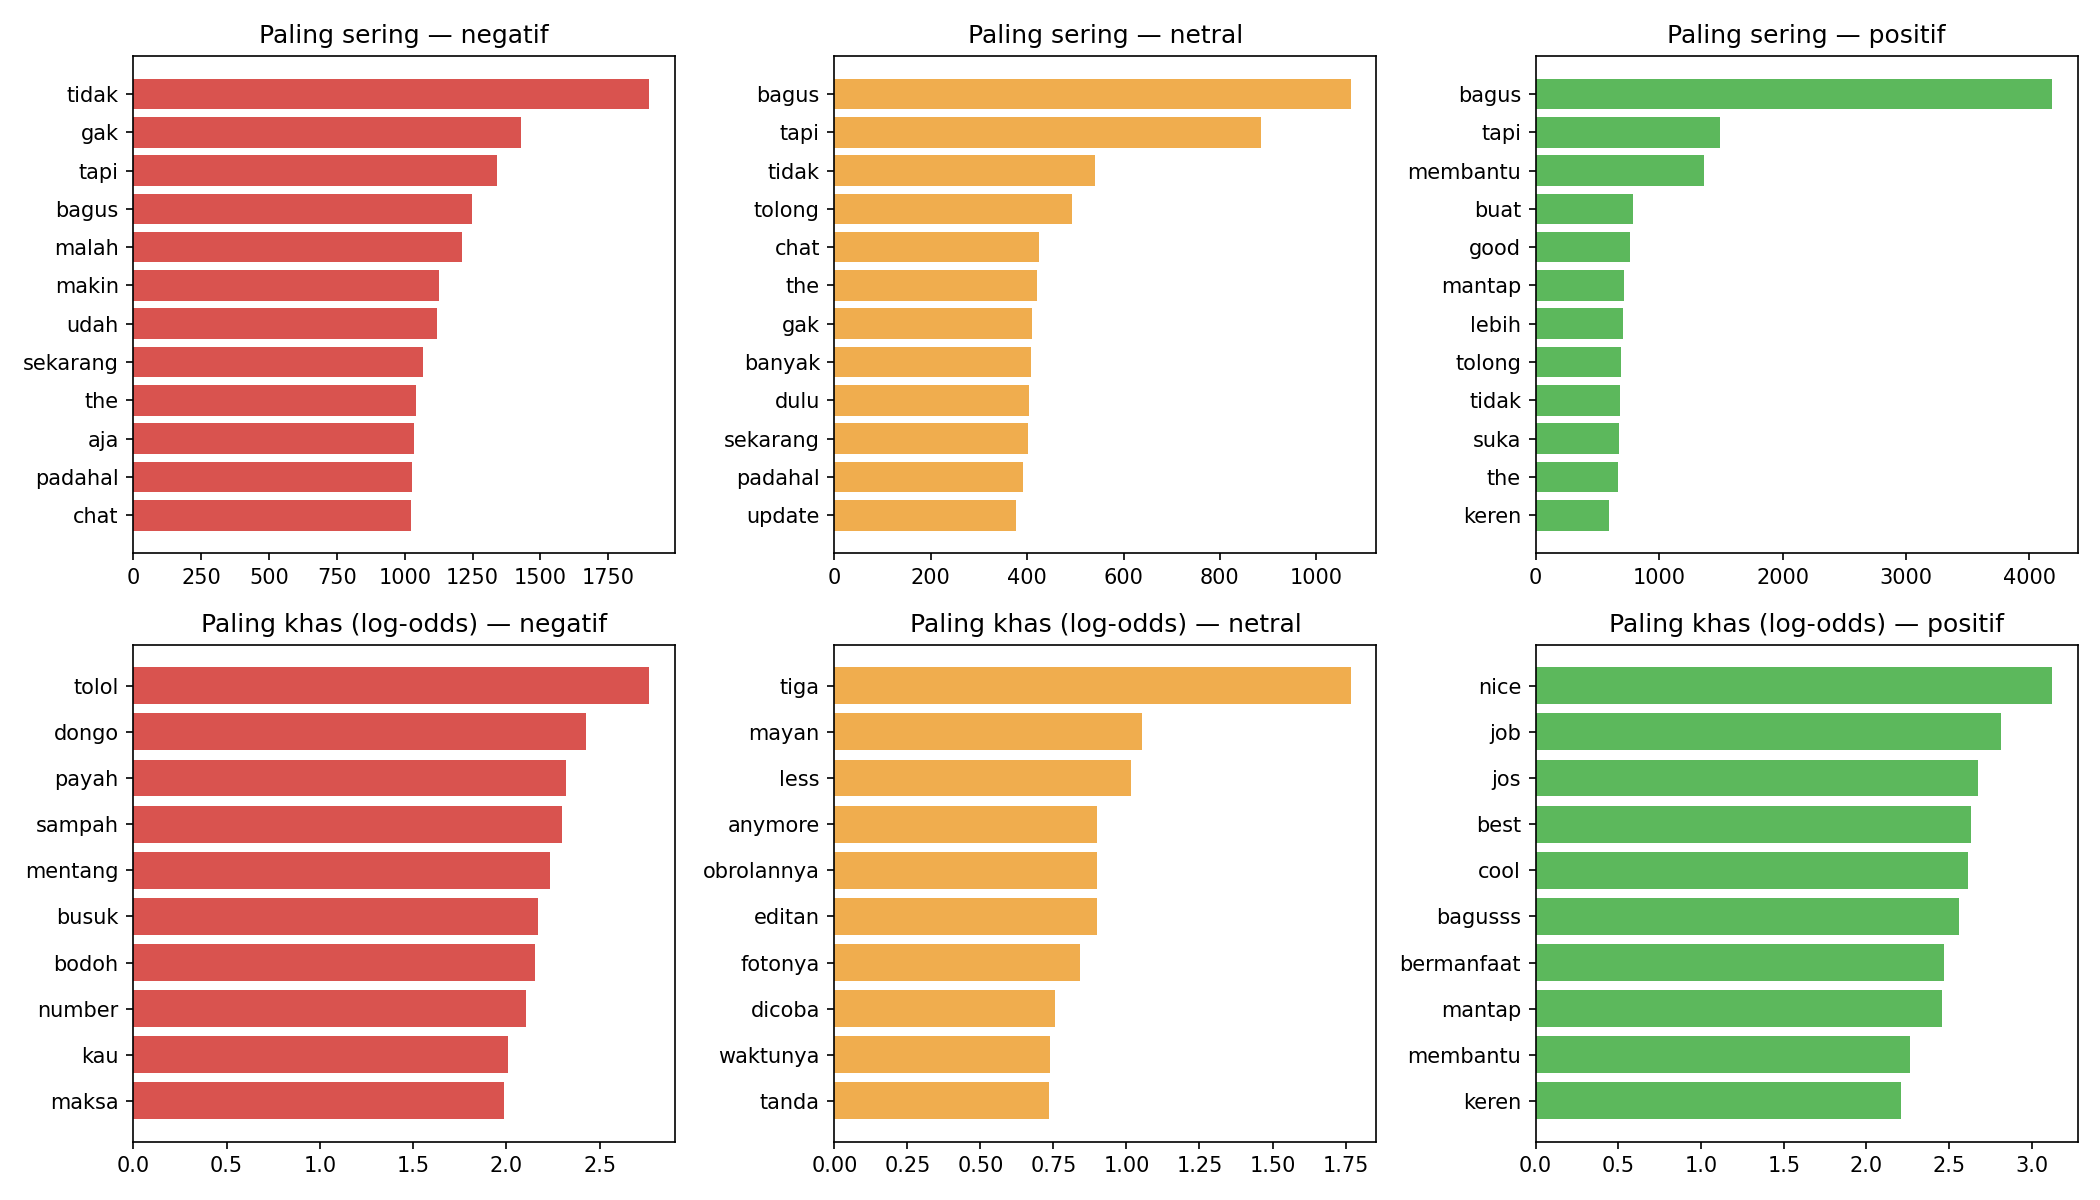 Paling sering — negatif
tidak
gak
tapi
bagus
malah
makin
udah
sekarang
the
aja
padahal
chat
0 250 500 750 1000 1250 1500 1750
Paling sering — netral
bagus
tapi
tidak
tolong
chat
the
gak
banyak
dulu
sekarang
padahal
update
0 200 400 600 800 1000
Paling sering — positif
bagus
tapi
membantu
buat
good
mantap
lebih
tolong
tidak
suka
the
keren
0 1000 2000 3000 4000
Paling khas (log-odds) — negatif
tolol
dongo
payah
sampah
mentang
busuk
bodoh
number
kau
maksa
0.0 0.5 1.0 1.5 2.0 2.5
Paling khas (log-odds) — netral
tiga
mayan
less
anymore
obrolannya
editan
fotonya
dicoba
waktunya
tanda
0.00 0.25 0.50 0.75 1.00 1.25 1.50 1.75
Paling khas (log-odds) — positif
nice
job
jos
best
cool
bagusss
bermanfaat
mantap
membantu
keren
0.0 0.5 1.0 1.5 2.0 2.5 3.0